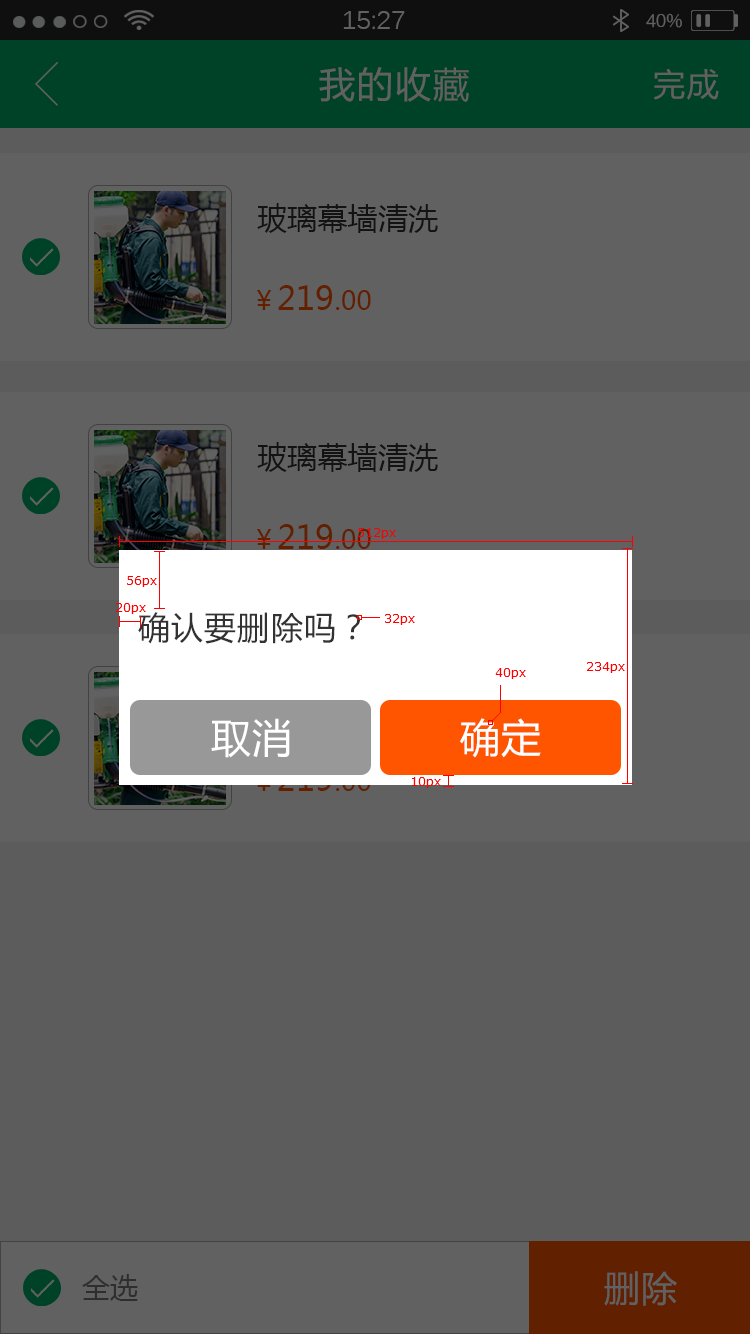 15:27
40%
我的收藏
完成
玻璃幕墙清洗
¥ 219.00
玻璃幕墙清洗
¥ 219.00
512px
56px
20px
确认要删除吗？
32px
234px
40px
取消
确定
10px
¥ 219.00
全选
删除